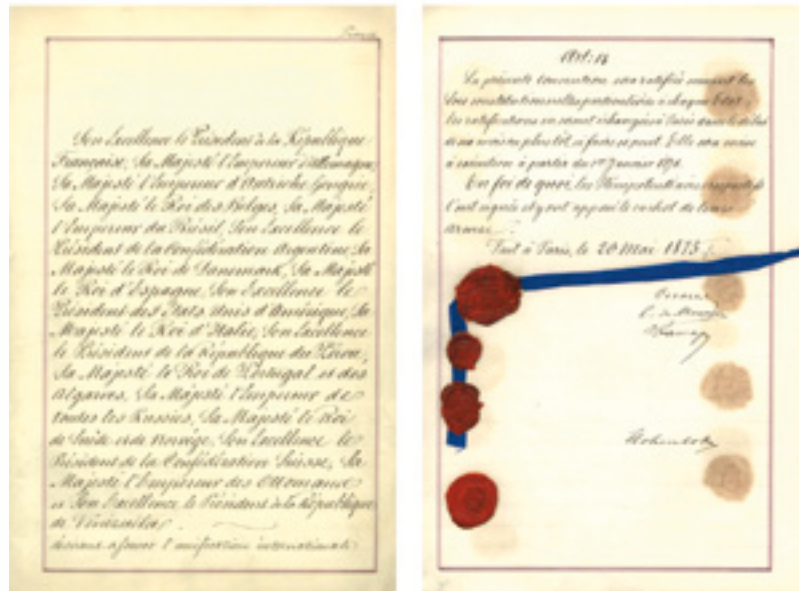 France
Son Excellence le Président de la République
Française, Sa Majesté l'Empereur d'Allemagne,
Sa Majesté l'Empereur d'Autriche-Hongrie,
Sa Majesté le Roi des Belges, Sa Majesté
l'Empereur du Brésil, Son Excellence le
Président de la Confédération Argentine, Sa
Majesté le Roi de Danemark, Sa Majesté
le Roi d'Espagne, Son Excellence le
Président des États Unis d'Amérique, Sa
Majesté le Roi d'Italie, Son Excellence
le Président de la République du Pérou,
Sa Majesté le Roi de Portugal et des
Algarves, Sa Majesté l'Empereur de
toutes les Russies, Sa Majesté le Roi
de Suède et de Norvège, Son Excellence le
Président de la Confédération Suisse, Sa
Majesté l'Empereur des Ottomans
et Son Excellence le Président de la République
de Vénézuéla,
désirant assurer l'unification internationale
Art: 14
La présente Convention sera ratifiée suivant les
lois constitutionnelles particulières à chaque État;
les ratifications en seront échangées à Paris dans le délai
de six mois ou plus tôt, si faire se peut. Elle sera mise
à exécution à partir du 1er Janvier 1876.
En foi de quoi, les Plénipotentiaires respectifs
l'ont signée et y ont apposé le cachet de leurs
armes.
Fait à Paris, le 20 Mai 1875.
Decazes
C. de Meaux
Hohenlohe